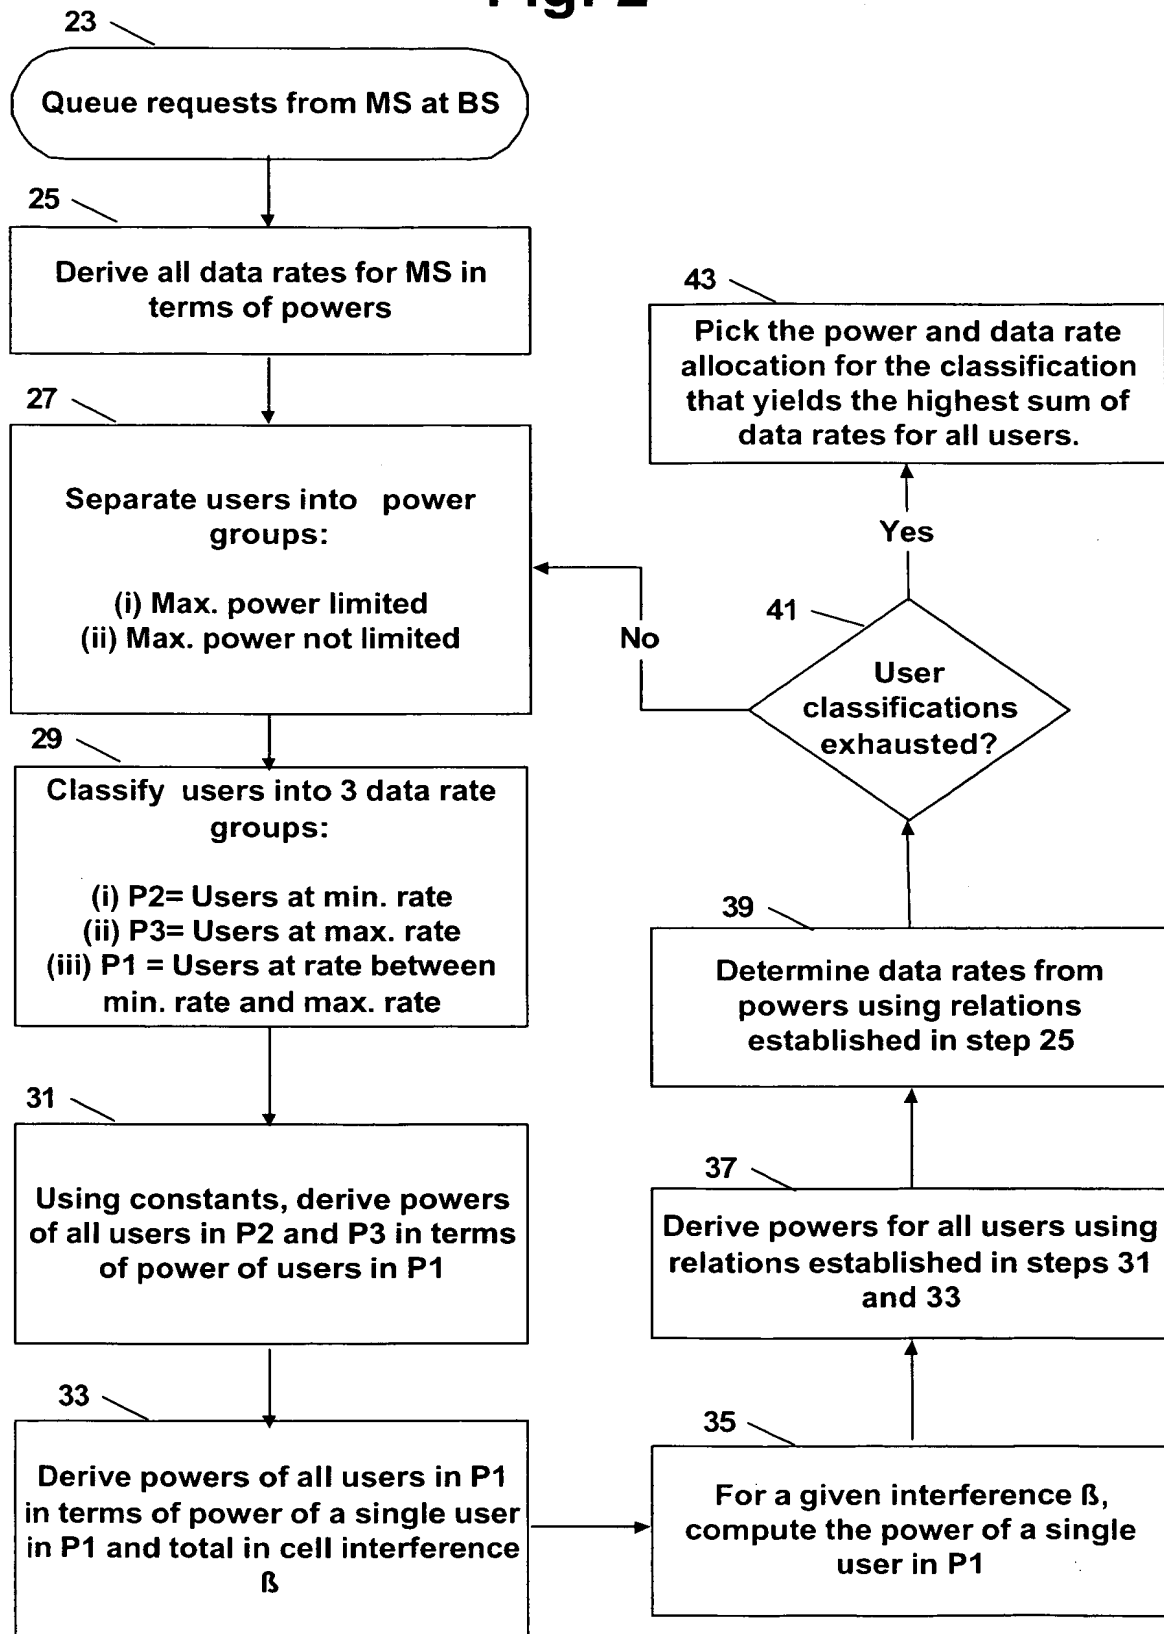 Fig. 2
23
Queue requests from MS at BS
25
Derive all data rates for MS in
terms of powers
27
Separate users into power
groups:
(i) Max. power limited
(ii) Max. power not limited
29
Classify users into 3 data rate
groups:
(i) P2= Users at min. rate
(ii) P3= Users at max. rate
(iii) P1 = Users at rate between
min. rate and max. rate
31
Using constants, derive powers
of all users in P2 and P3 in terms
of power of users in P1
33
Derive powers of all users in P1
in terms of power of a single user
in P1 and total in cell interference
ß
35
For a given interference ß,
compute the power of a single
user in P1
37
Derive powers for all users using
relations established in steps 31
and 33
39
Determine data rates from
powers using relations
established in step 25
41
User
classifications
exhausted?
No
Yes
43
Pick the power and data rate
allocation for the classification
that yields the highest sum of
data rates for all users.